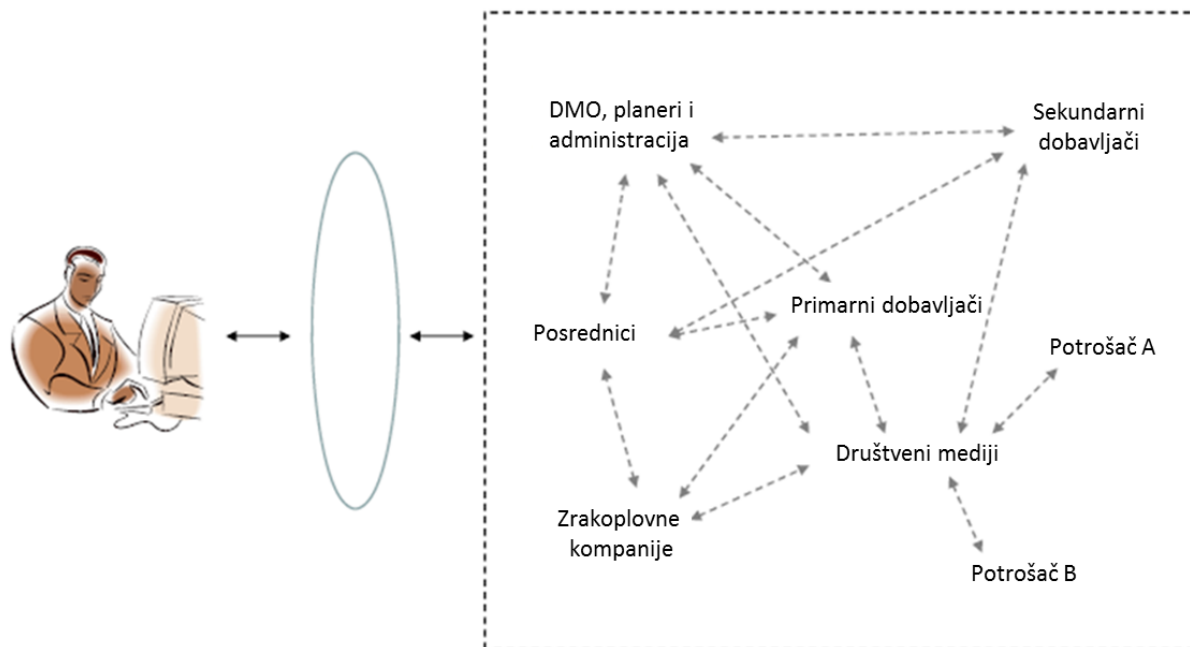 DMO, planeri i
administracija
Sekundarni
dobavljači
Primarni dobavljači
Posrednici
Potrošač A
Društveni mediji
Zrakoplovne
kompanije
Potrošač B